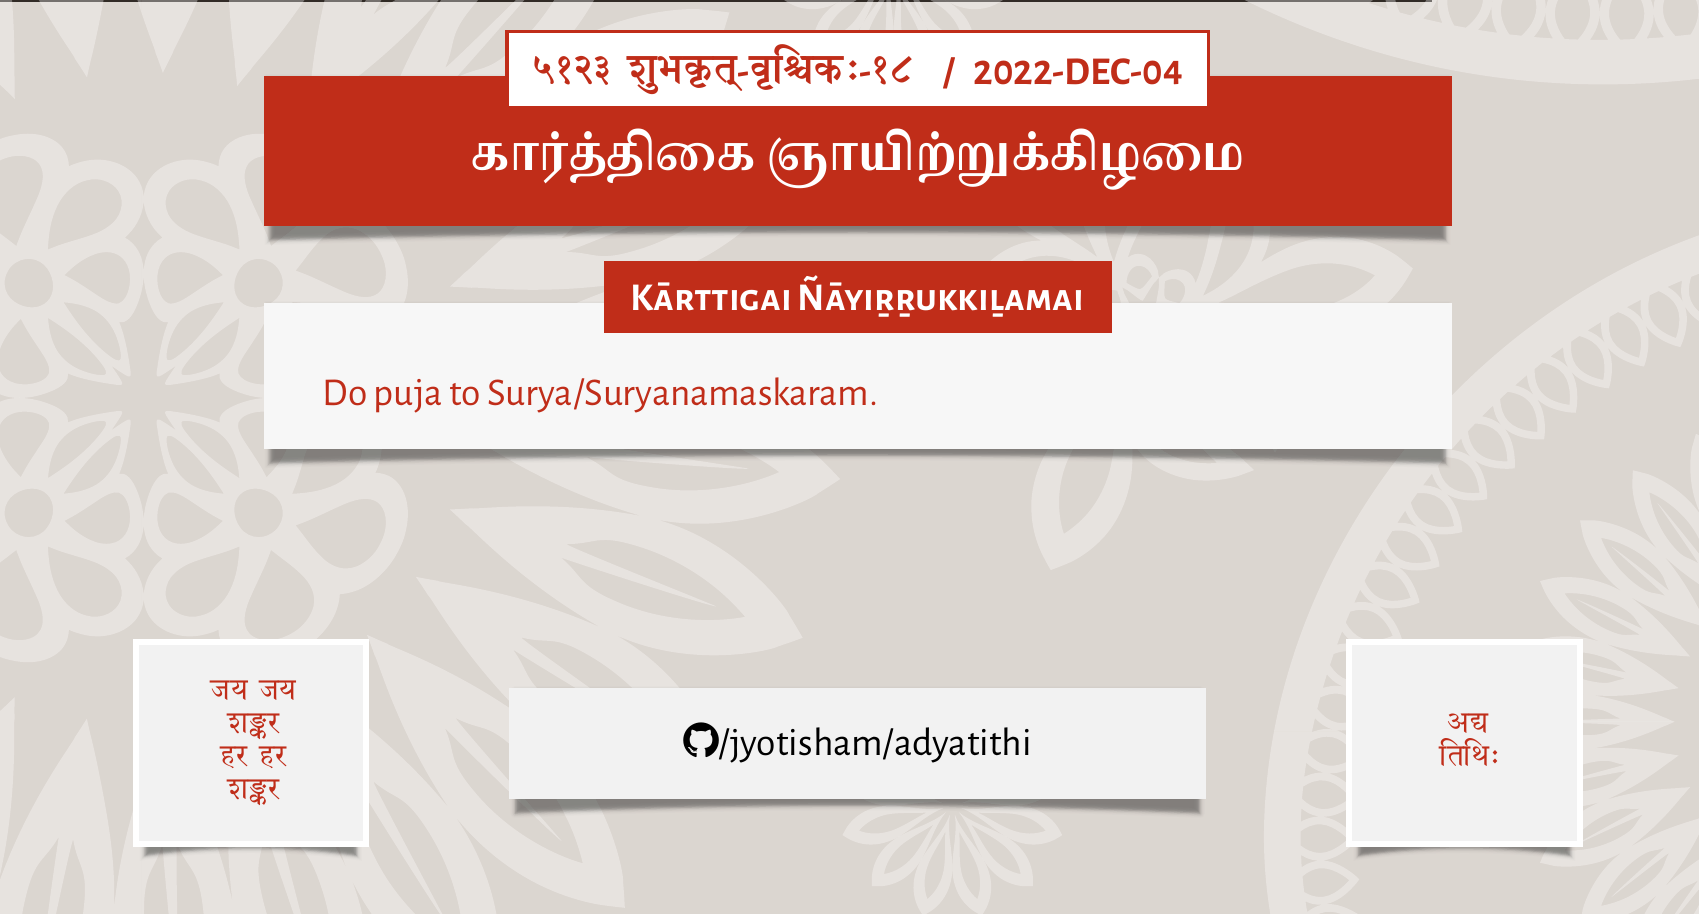 ५१२३ शुभकृत्-वृश्चिकः-१८ / 2022-DEC-04
கார்த்திகை ஞாயிற்றுக்கிழமை
Kārttigai Ñāyiṟṟukkiḻamai
Do puja to Surya/Suryanamaskaram.
जय जय
शङ्कर
हर हर
शङ्कर
/jyotisham/adyatithi
अद्य
तिथिः